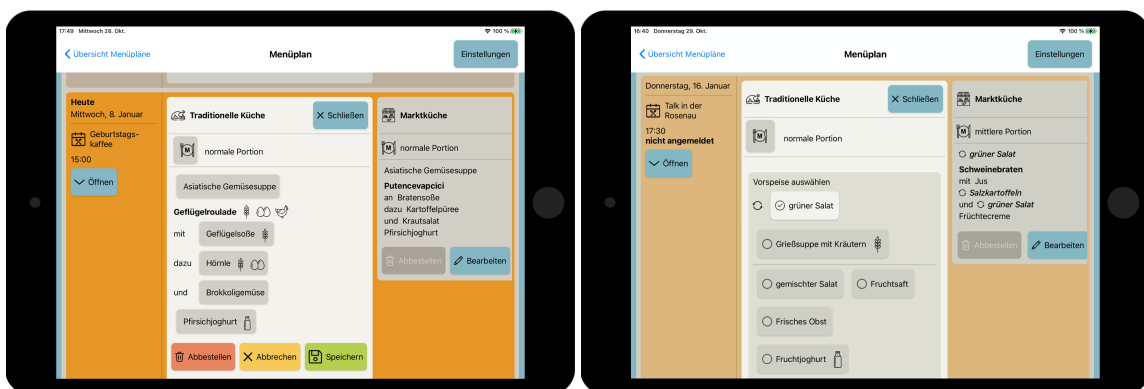 17:49 Mittwoch 28. Okt.
100 %
Übersicht Menüpläne
Menüplan
Einstellungen
Heute
Mittwoch, 8. Januar
Geburtstags-
kaffee
15:00
Öffnen
Traditionelle Küche
Schließen
M
normale Portion
Asiatische Gemüsesuppe
Geflügelroulade
mit Geflügelsoße
dazu Hörnle
und Brokkoligemüse
Pfirsichjoghurt
Abbestellen
Abbrechen
Speichern
Marktküche
M normale Portion
Asiatische Gemüsesuppe
Putencevapcici
an Bratensoße
dazu Kartoffelpüree
und Krautsalat
Pfirsichjoghurt
Abbestellen
Bearbeiten
16:40 Donnerstag 29. Okt.
100 %
Übersicht Menüpläne
Menüplan
Einstellungen
Donnerstag, 16. Januar
Talk in der
Rosenau
17:30
nicht angemeldet
Öffnen
Traditionelle Küche
Schließen
M
normale Portion
Vorspeise auswählen
grüner Salat
Grießsuppe mit Kräutern
gemischter Salat
Fruchtsaft
Frisches Obst
Fruchtjoghurt
Marktküche
M mittlere Portion
grüner Salat
Schweinebraten
mit Jus
Salzkartoffeln
und grüner Salat
Früchtecreme
Abbestellen
Bearbeiten